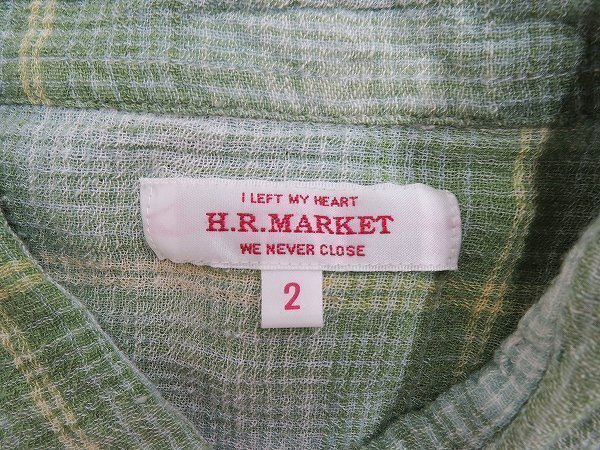 I LEFT MY HEART
H.R.MARKET
WE NEVER CLOSE
2